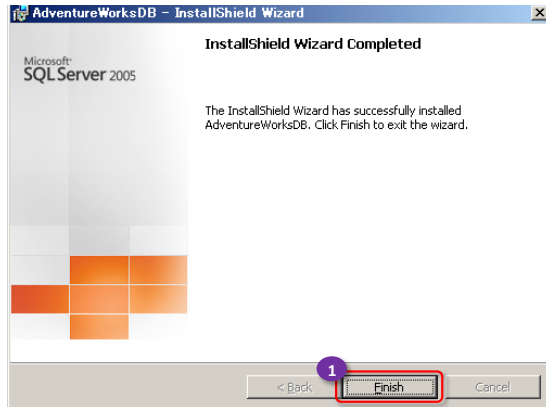 AdventureWorksDB - InstallShield Wizard
InstallShield Wizard Completed
Microsoft
SQL Server 2005
The InstallShield Wizard has successfully installed
AdventureWorksDB. Click Finish to exit the wizard.
1
< Back
Finish
Cancel